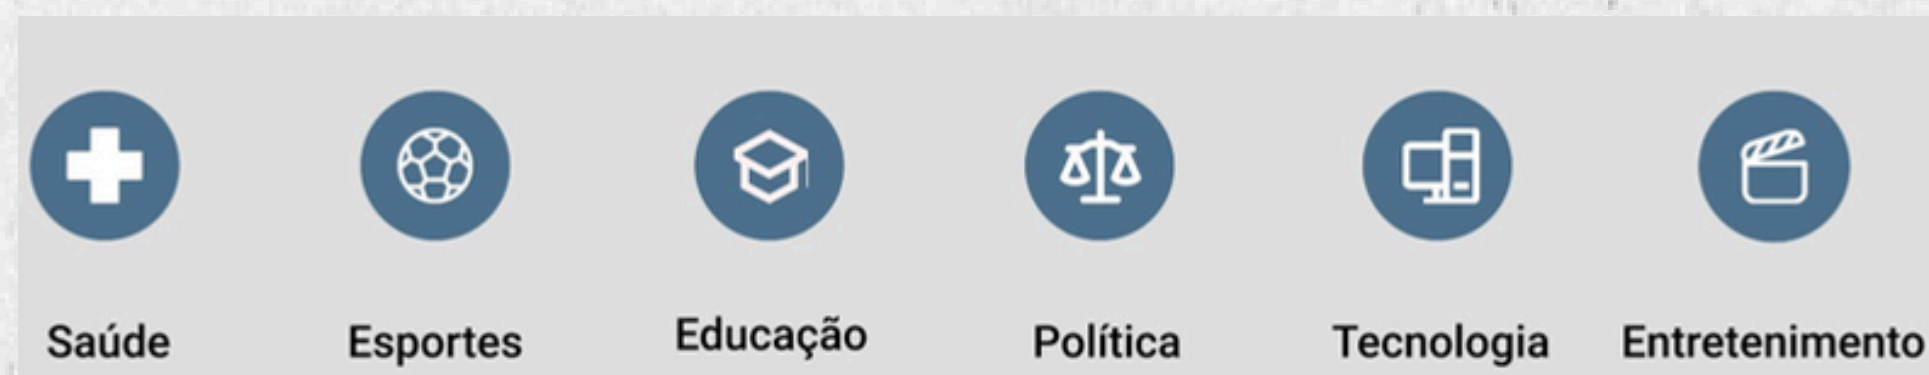 Saúde
Esportes
Educação
Política
Tecnologia
Entretenimento